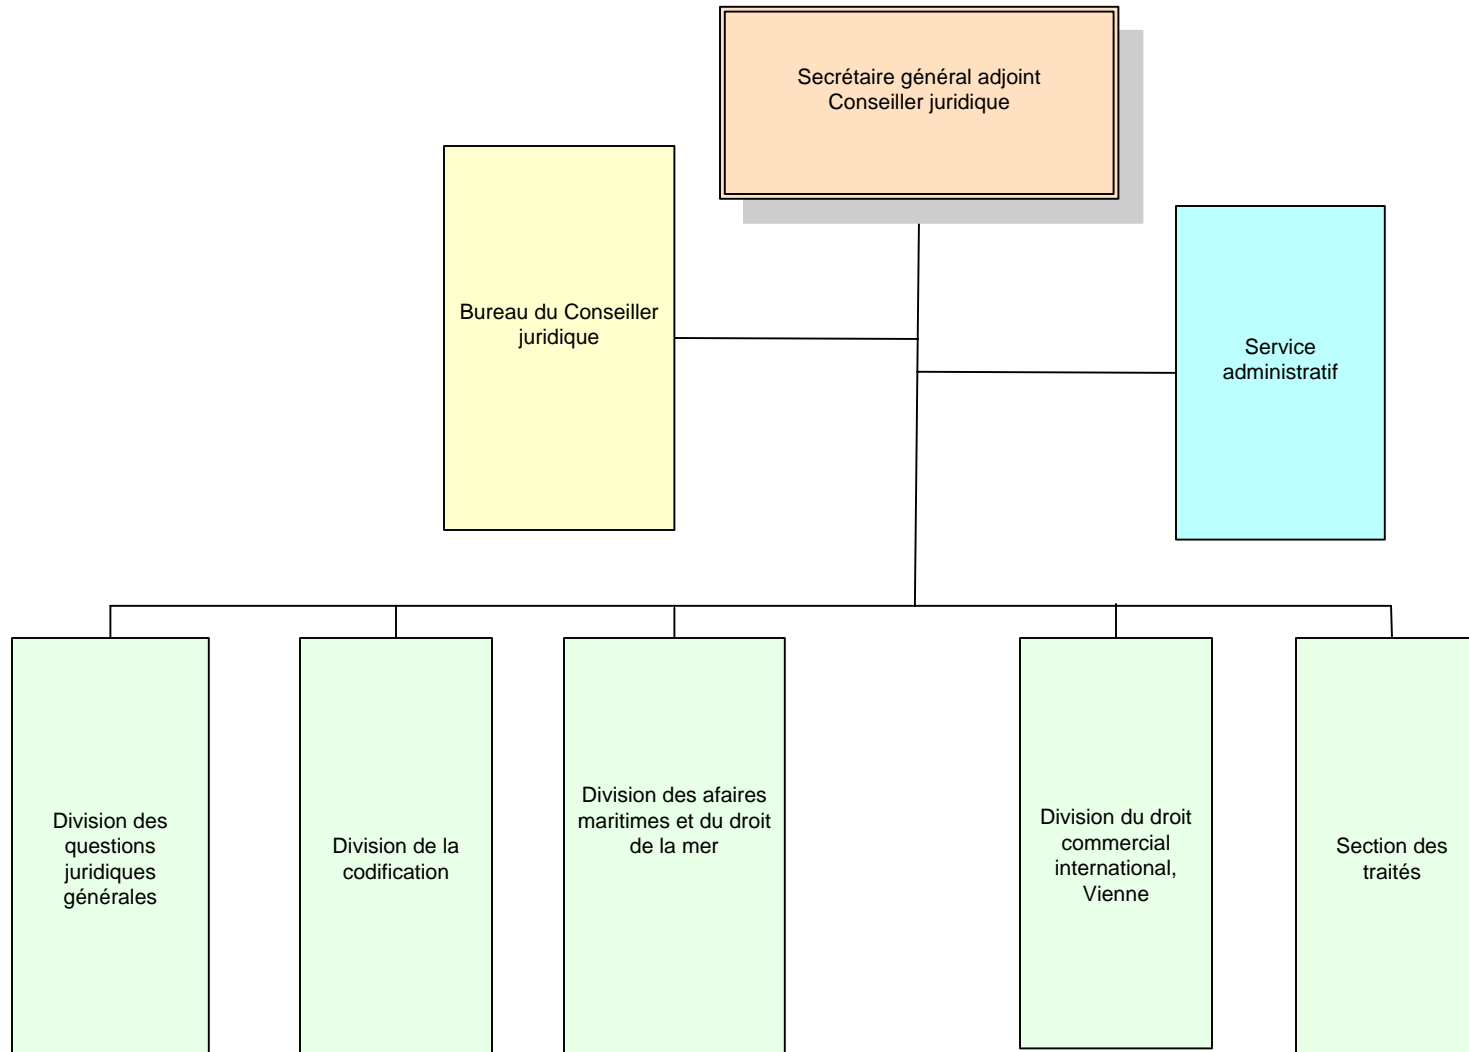 Secrétaire général adjoint
Conseiller juridique
Bureau du Conseiller
juridique
Service
administratif
Division des
questions
juridiques
générales
Division de la
codification
Division des afaires
maritimes et du droit
de la mer
Division du droit
commercial
international,
Vienne
Section des
traités